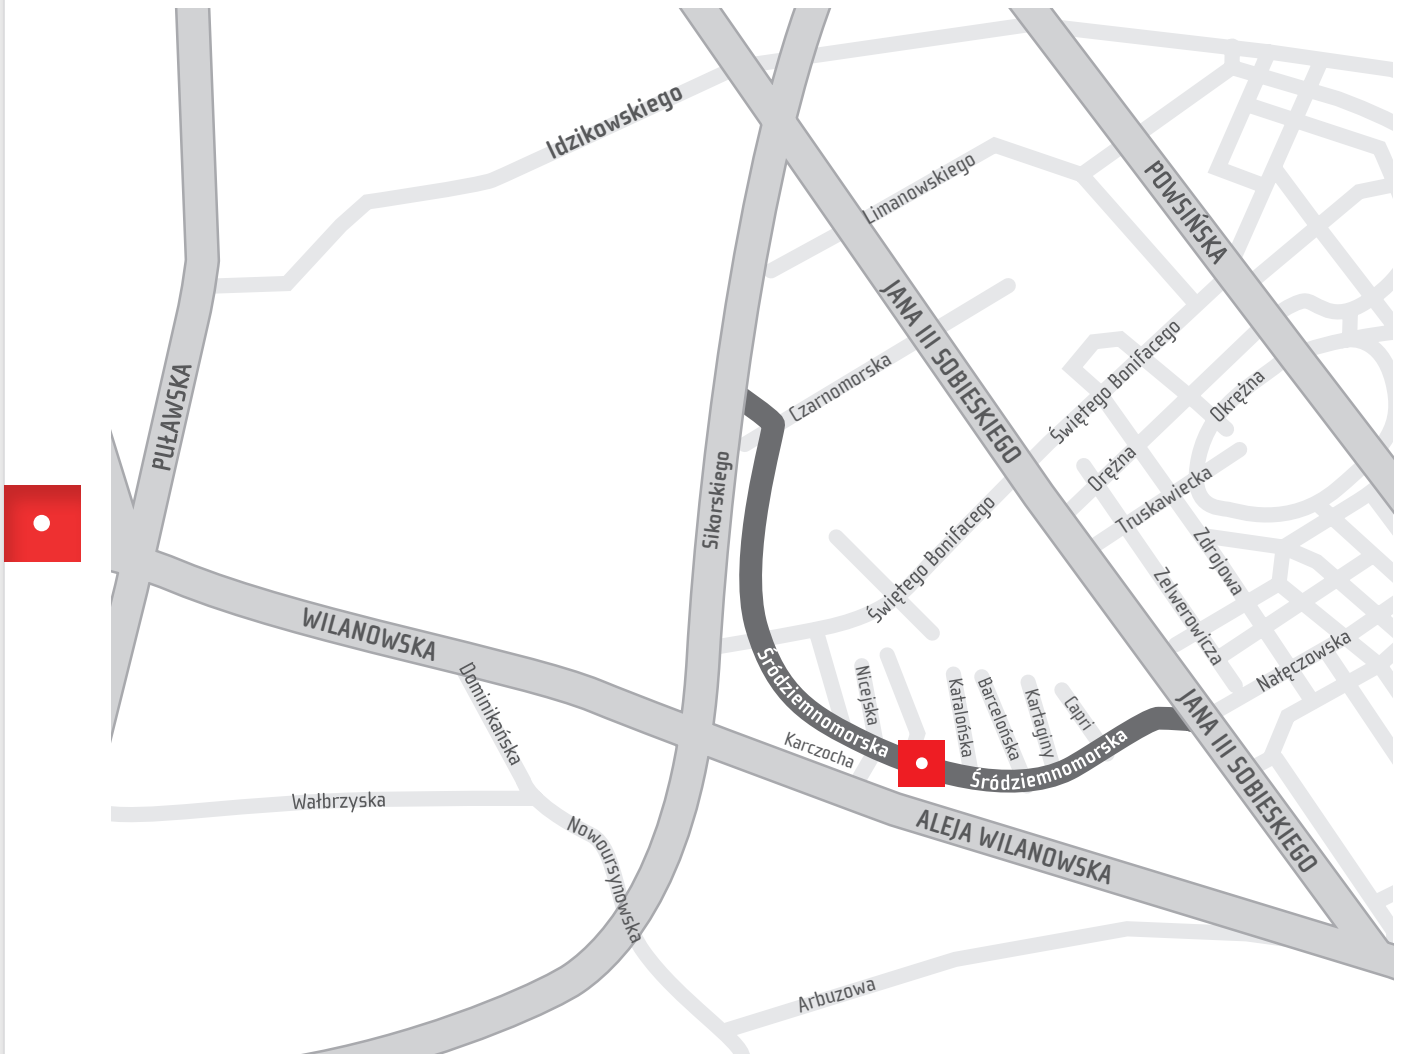 Idzikowskiego
Limanowskiego
POWSIŃSKA
JANA III SOBIESKIEGO
Czarnomorska
Świętego Bonifacego
Okrężna
PUŁAWSKA
Sikorskiego
Orężna
Truskawiecka
Świętego Bonifacego
Zdrojowa
Zelwerowicza
WILANOWSKA
Nałęczowska
Dominikańska
Śródziemnomorska
Nicejska
Katalońska
Barcelońska
Kartaginy
Capri
JANA III SOBIESKIEGO
Karczocha
Śródziemnomorska
Wałbrzyska
Nowoursynowska
ALEJA WILANOWSKA
Arbuzowa